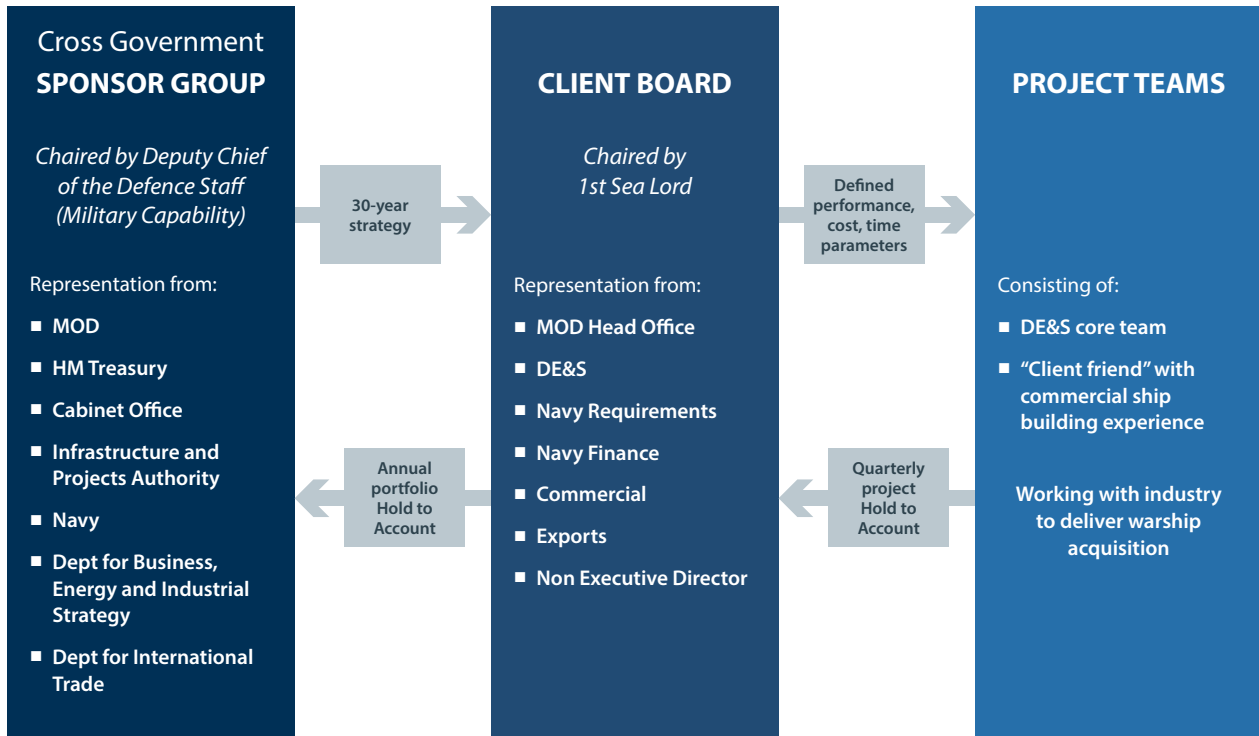 Cross Government
SPONSOR GROUP
Chaired by Deputy Chief
of the Defence Staff
(Military Capability)
Representation from:
■ MOD
■ HM Treasury
■ Cabinet Office
■ Infrastructure and
Projects Authority
■ Navy
■ Dept for Business,
Energy and Industrial
Strategy
■ Dept for International
Trade
30-year
strategy
Annual
portfolio
Hold to
Account
CLIENT BOARD
Chaired by
1st Sea Lord
Representation from:
■ MOD Head Office
■ DE&S
■ Navy Requirements
■ Navy Finance
■ Commercial
■ Exports
■ Non Executive Director
Defined
performance,
cost, time
parameters
Quarterly
project
Hold to
Account
PROJECT TEAMS
Consisting of:
■ DE&S core team
■ “Client friend” with
commercial ship
building experience
Working with industry
to deliver warship
acquisition